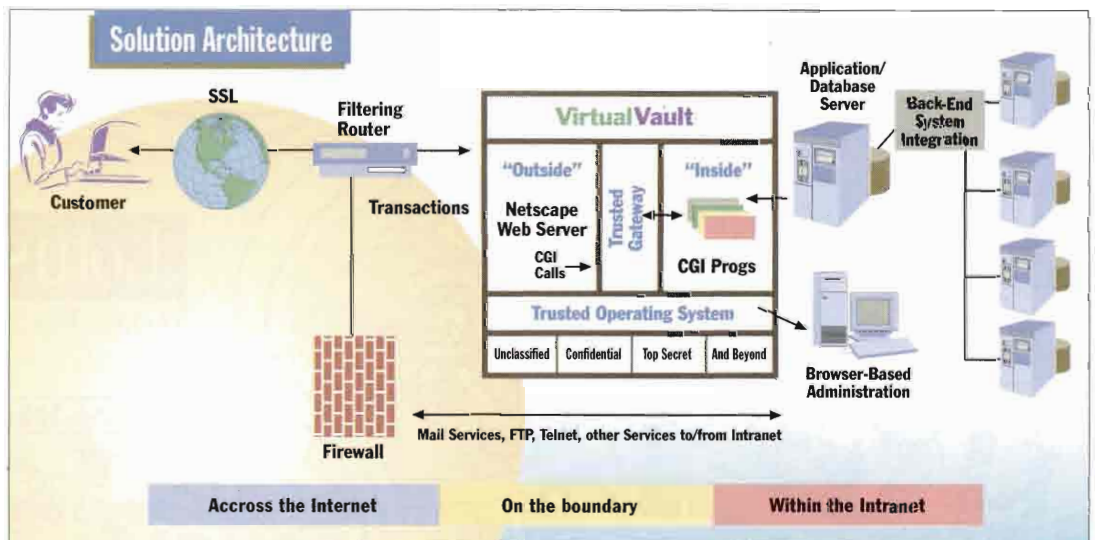 Solution Architecture
SSL
Filtering
Router
Customer
Transactions
Firewall
VirtualVault
"Outside"
Netscape
Web Server
CGI
Calls
Trusted
Gateway
"Inside"
CGI Progs
Trusted Operating System
Unclassified
Confidential
Top Secret
And Beyond
Application/
Database
Server
Back-End
System
Integration
Browser-Based
Administration
Mail Services, FTP, Telnet, other Services to/from Intranet
Accross the Internet
On the boundary
Within the Intranet